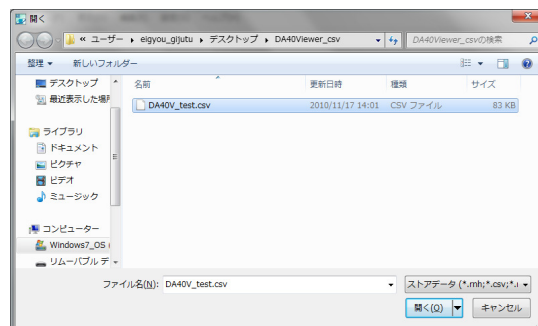 開く
« ユーザー ▸ eigyou_gijutu ▸ デスクトップ ▸ DA40Viewer_csv
DA40Viewer_csvの検索
整理 ▾ 新しいフォルダー
名前 更新日時 種類 サイズ
デスクトップ
最近表示した場所
DA40V_test.csv 2010/11/17 14:01 CSV ファイル 83 KB
ライブラリ
ドキュメント
ピクチャ
ビデオ
ミュージック
コンピューター
Windows7_OS (
リムーバブル デ
ファイル名(N): DA40V_test.csv
ストアデータ (*.mh;*.csv;*.
開く(O) キャンセル